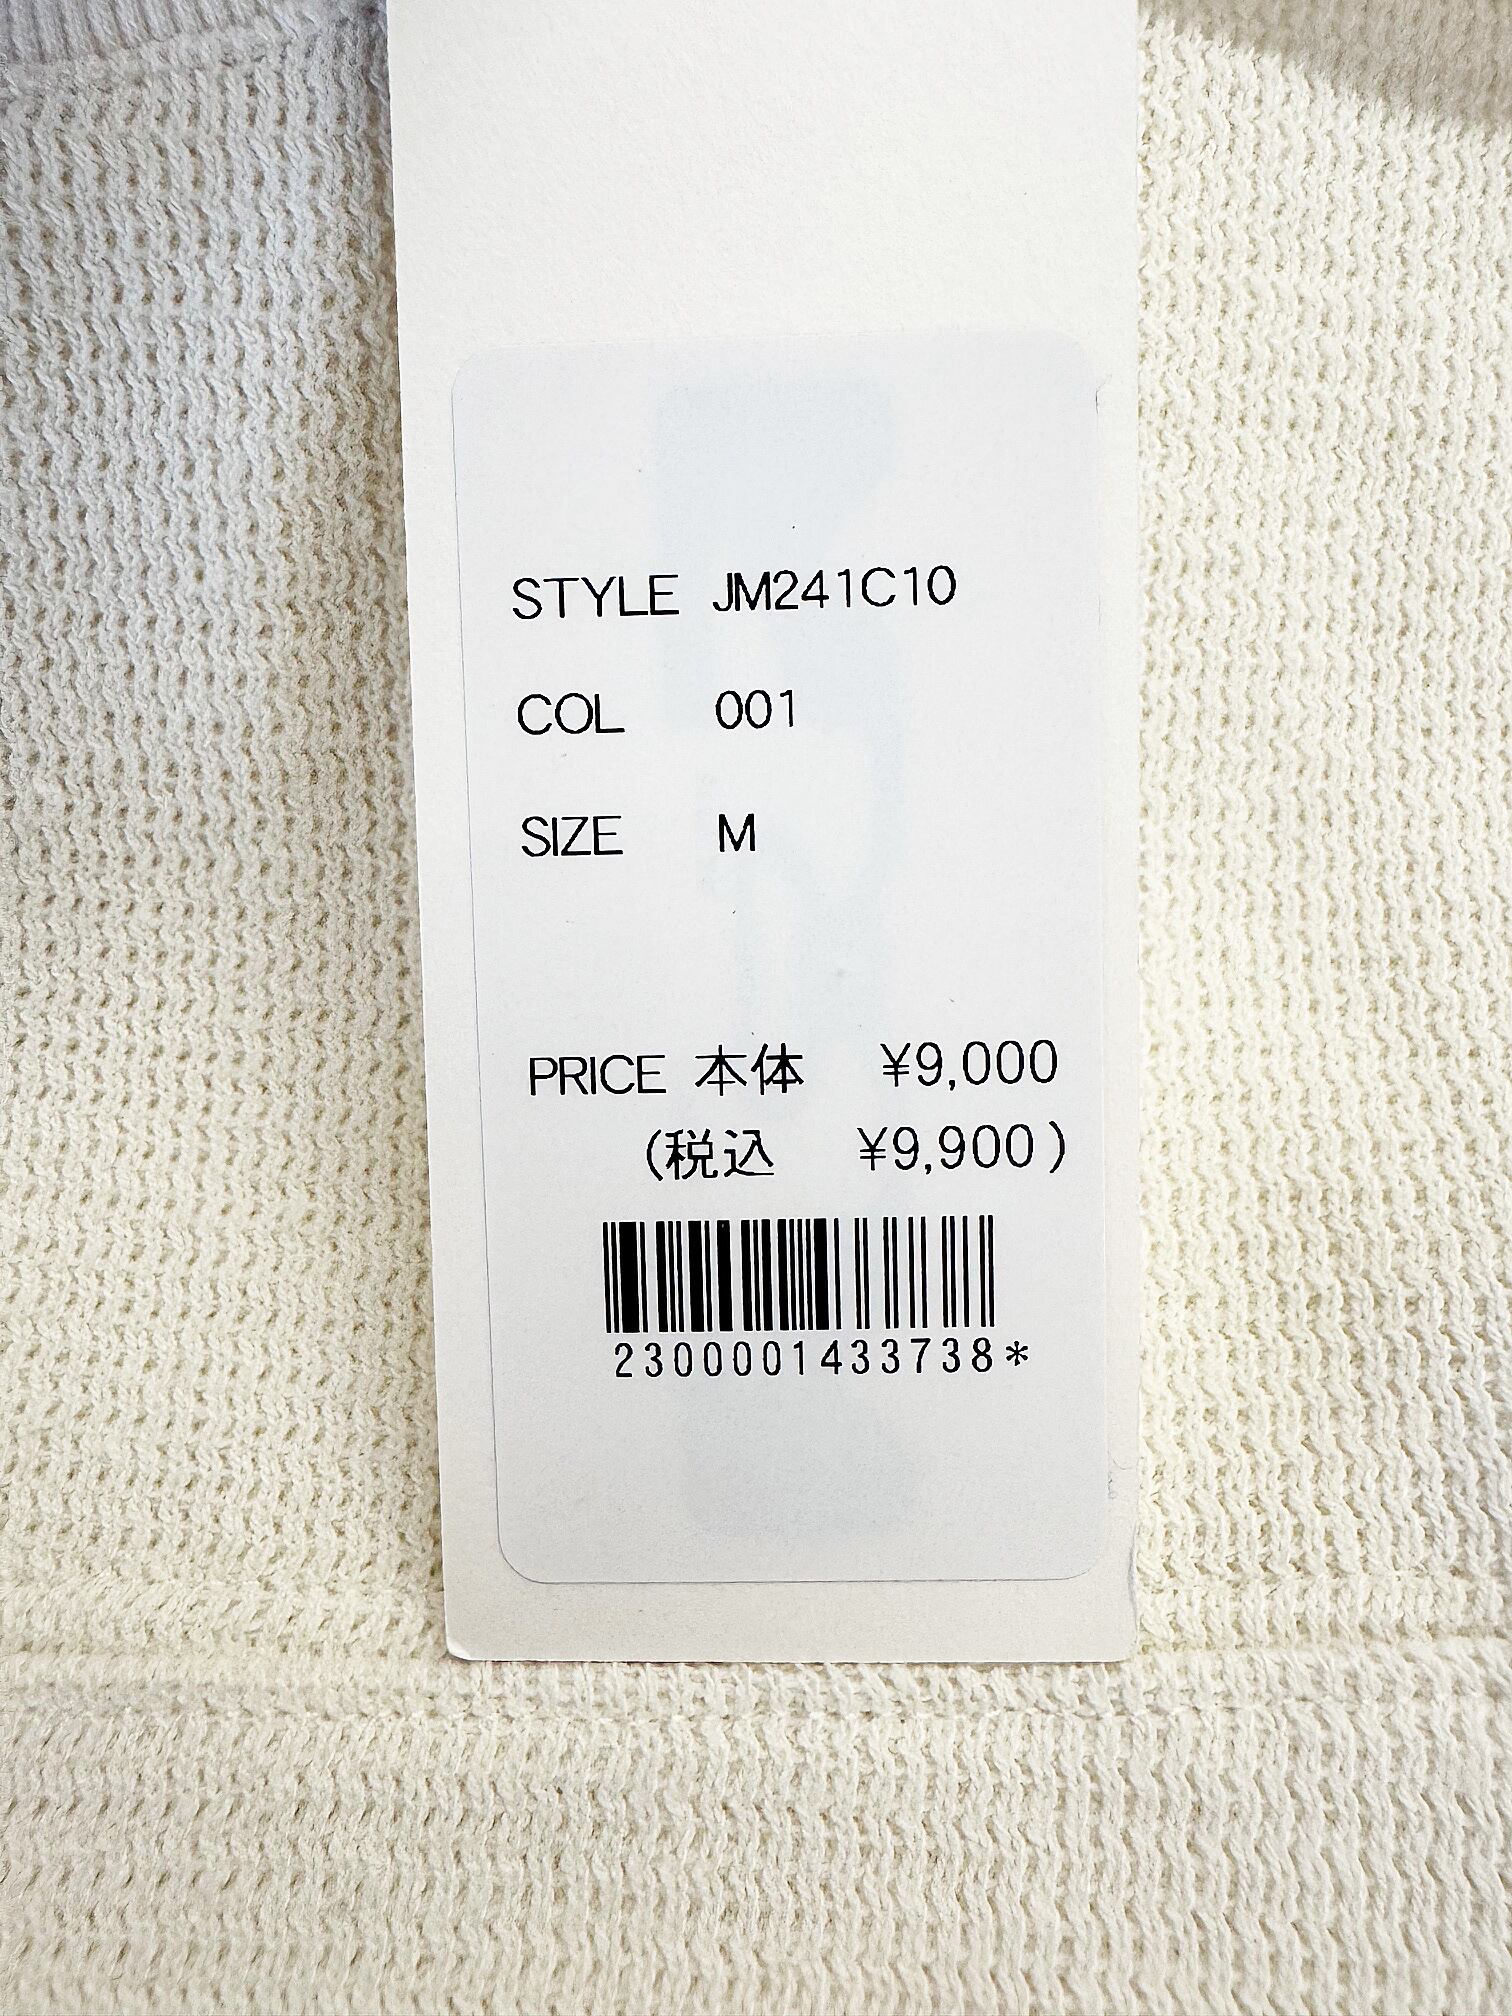 STYLE JM241C10
COL 001
SIZE M
PRICE 本体 ¥9,000
(税込 ¥9,900)
2300001433738*